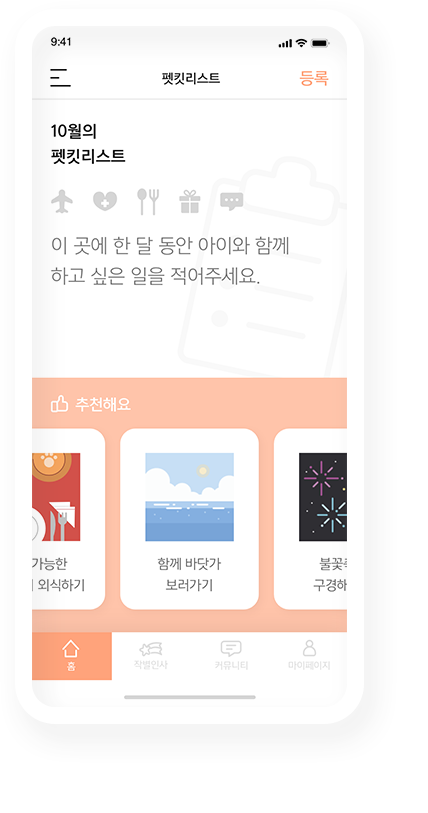 9:41
펫킷리스트
등록
10월의
펫킷리스트
이 곳에 한 달 동안 아이와 함께
하고 싶은 일을 적어주세요.
추천해요
가능한
외식하기
함께 바닷가
보러가기
불꽃
구경해
홈
작별인사
커뮤니티
마이페이지